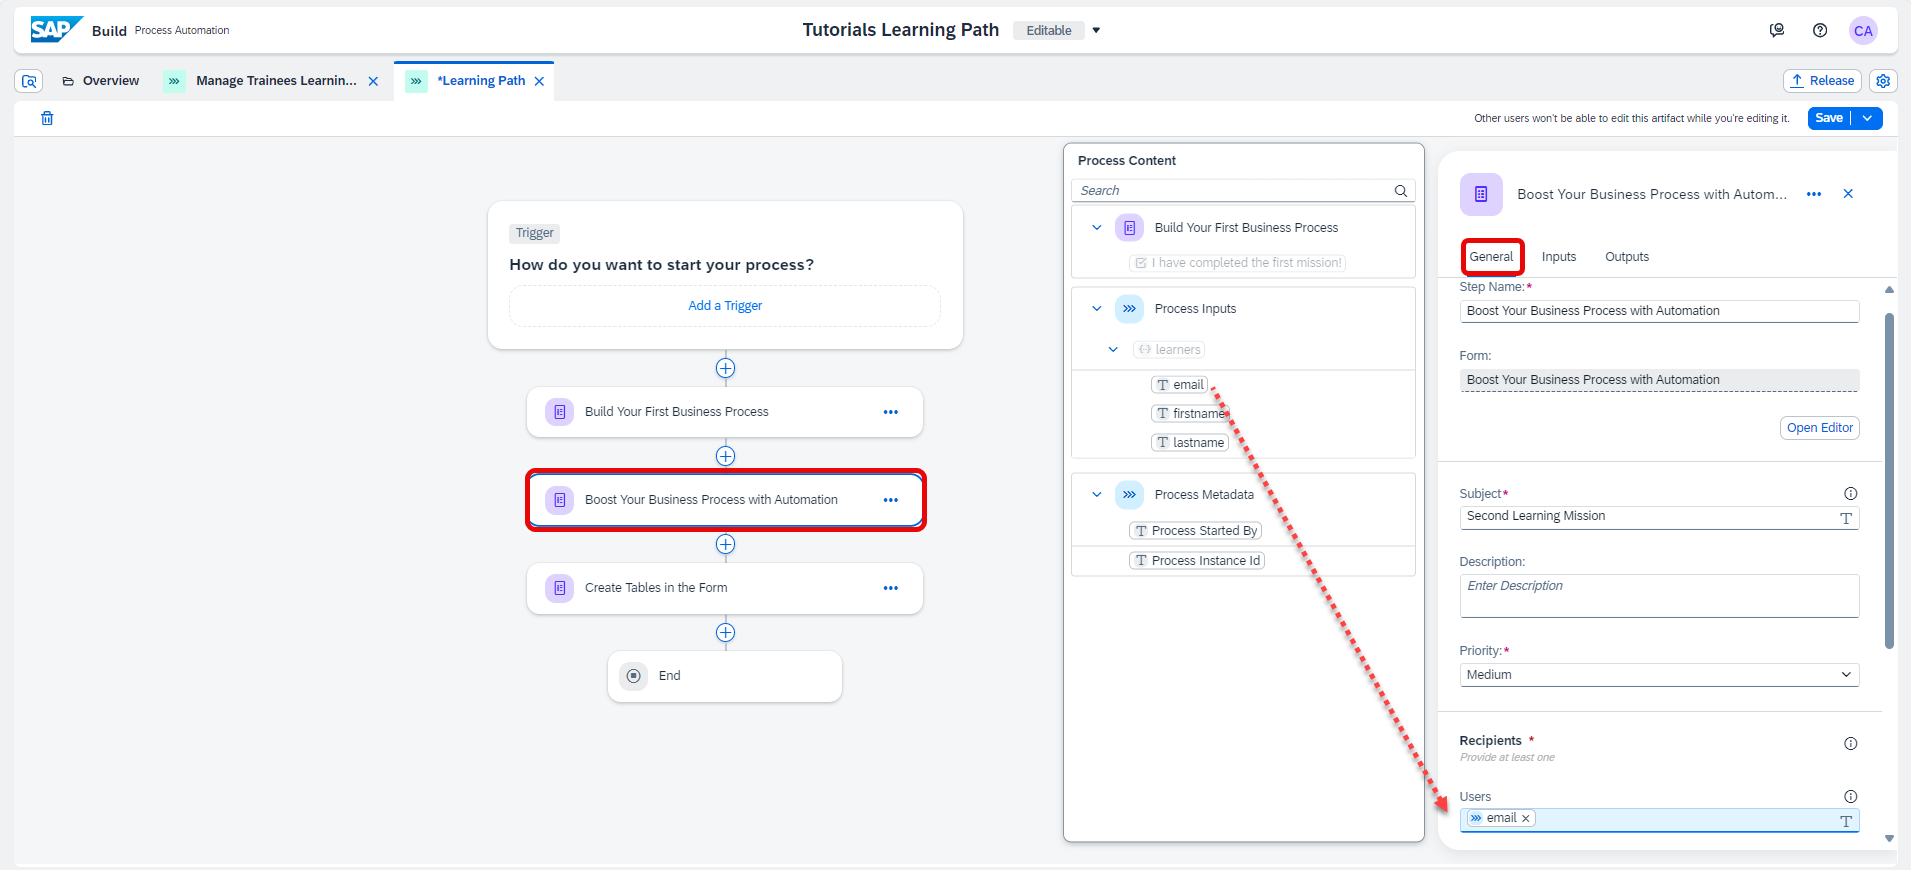 SAP Build Process Automation
Tutorials Learning Path Editable
CA
Overview
Manage Trainees Learnin...
*Learning Path
Release
Other users won't be able to edit this artifact while you're editing it.
Save
Trigger
How do you want to start your process?
Add a Trigger
Build Your First Business Process
Boost Your Business Process with Automation
Create Tables in the Form
End
Process Content
Search
Build Your First Business Process
I have completed the first mission!
Process Inputs
learners
T email
T firstname
T lastname
Process Metadata
T Process Started By
T Process Instance Id
Boost Your Business Process with Autom...
General Inputs Outputs
Step Name:*
Boost Your Business Process with Automation
Form:
Boost Your Business Process with Automation
Open Editor
Subject*
Second Learning Mission T
Description:
Enter Description
Priority:*
Medium
Recipients *
Provide at least one
Users
email T